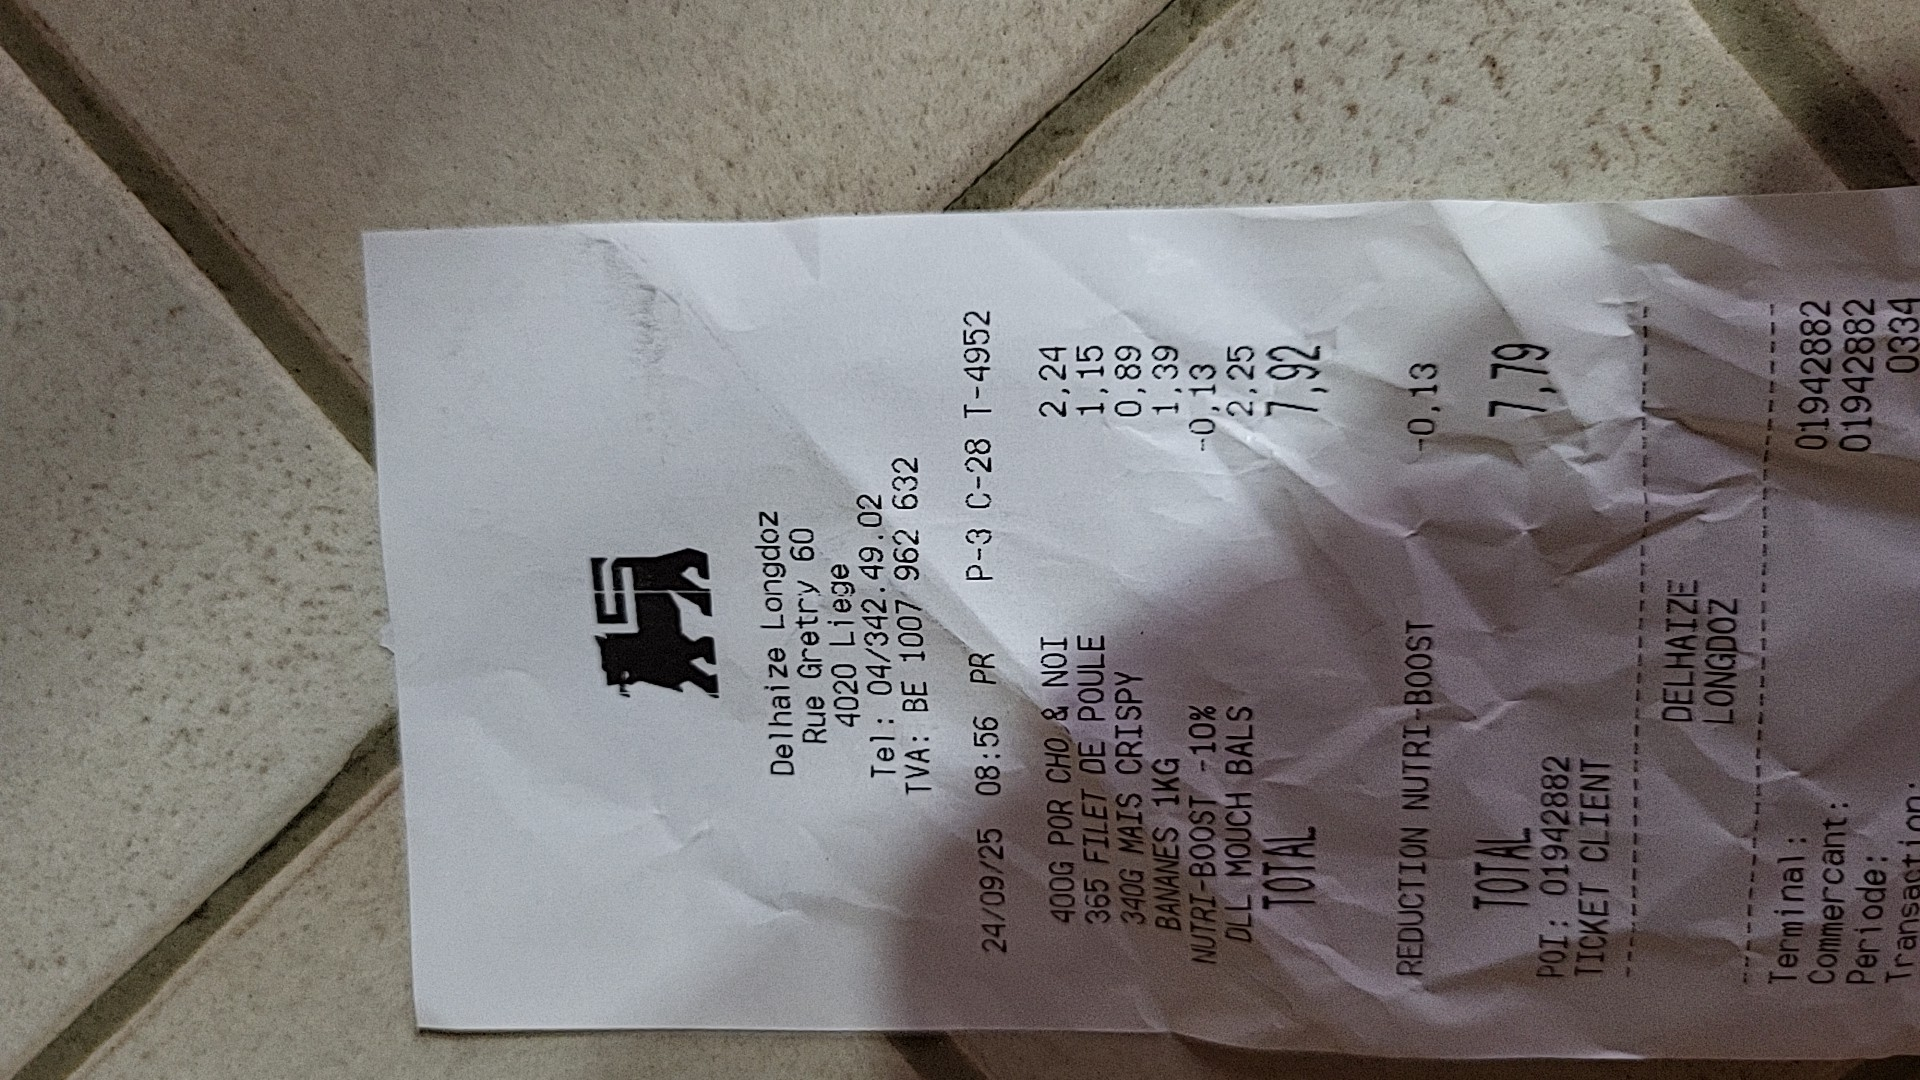 Delhaize Longdoz
Rue Gretry 60
4020 Liege
Tel: 04/342.49.02
TVA: BE 1007 962 632
24/09/25 08:56 PR P-3 C-28 T-4952
400G POR CHO & NOI 2,24
365 FILET DE POULE 1,15
340G MAIS CRISPY 0,89
BANANES 1KG 1,39
NUTRI-BOOST -10% -0,13
DLL MOUCH BALS 2,25
TOTAL 7,92
REDUCTION NUTRI-BOOST -0,13
TOTAL 7,79
POI: 01942882
TICKET CLIENT
DELHAIZE
LONGDOZ
Terminal: 01942882
Commercant: 01942882
Periode: 0334
Transaction: